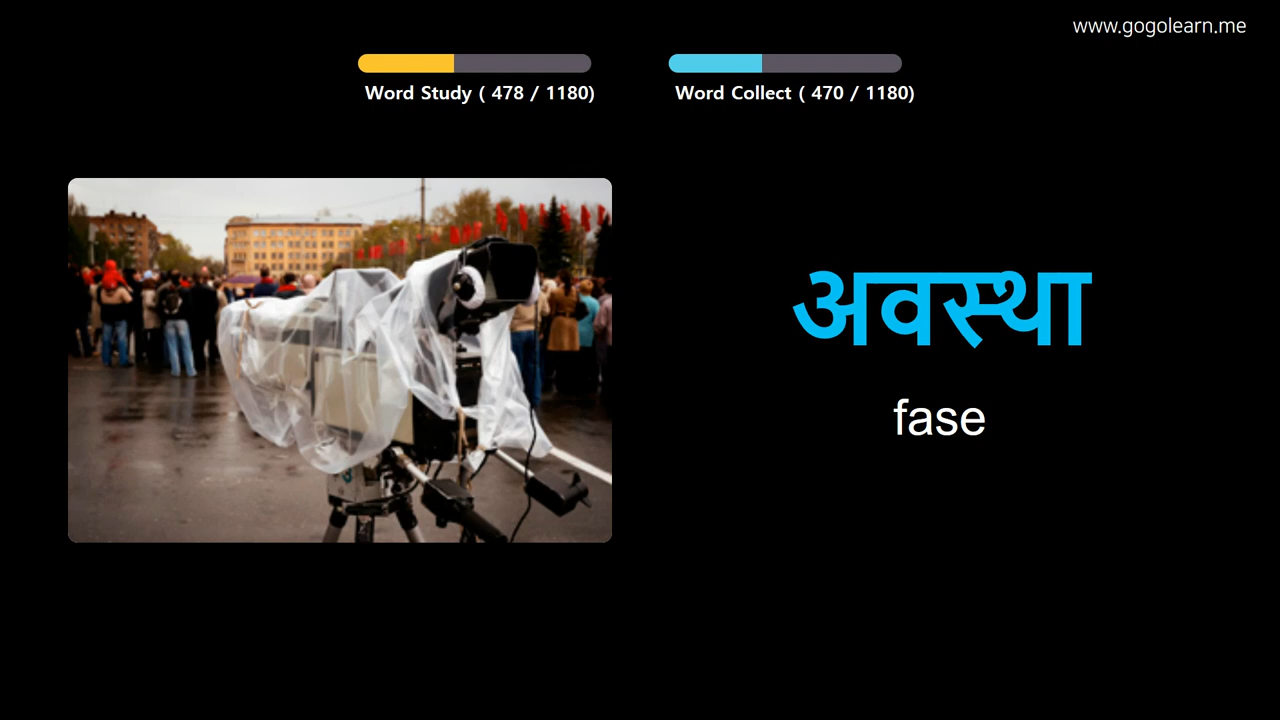 www.gogolearn.me
Word Study ( 478 / 1180)
Word Collect ( 470 / 1180)
अवस्था
fase